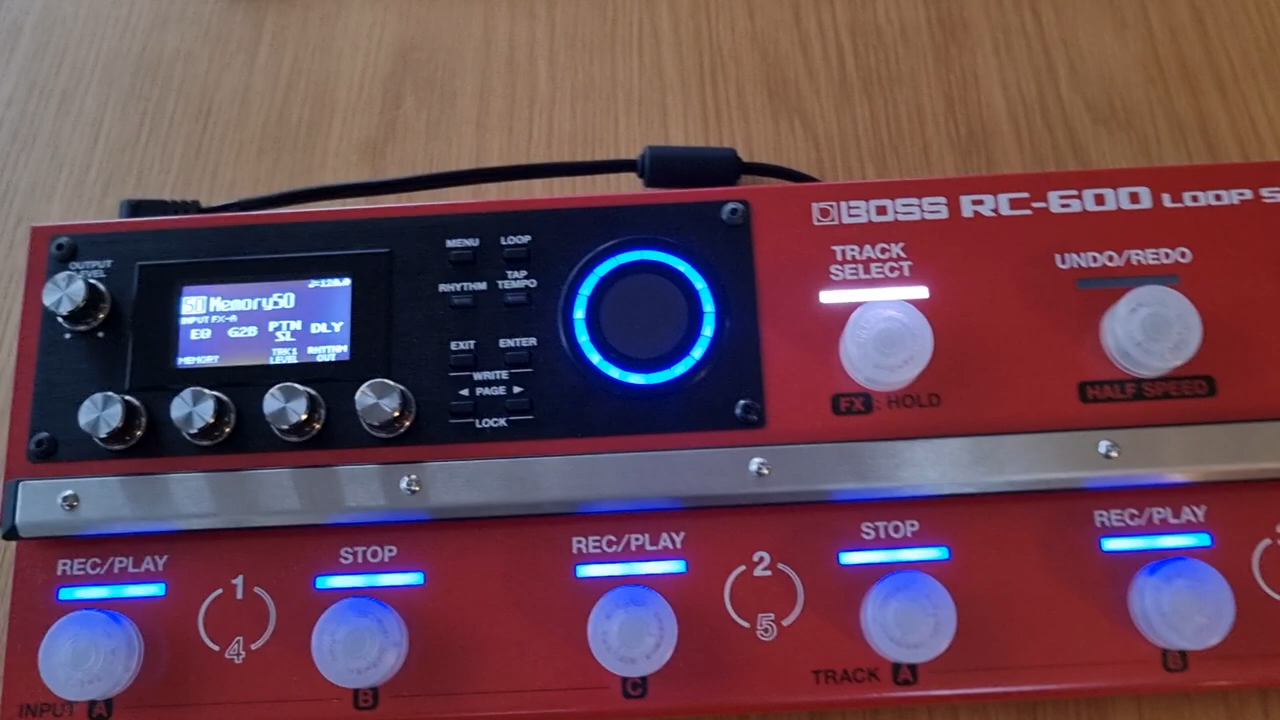 BOSS RC-600 LOOP S
OUTPUT
LEVEL
♩=120.0
50 Memory50
INPUT FX-A
EQ G2B PTN SL DLY
MEMORY TRK1 LEVEL RHYTHM OUT
MENU LOOP
RHYTHM TAP TEMPO
EXIT ENTER
WRITE
◀ PAGE ▶
LOCK
TRACK
SELECT
FX : HOLD
UNDO/REDO
HALF SPEED
REC/PLAY
1
4
STOP
REC/PLAY
2
5
STOP
REC/PLAY
INPUT A
B
C
TRACK A
B